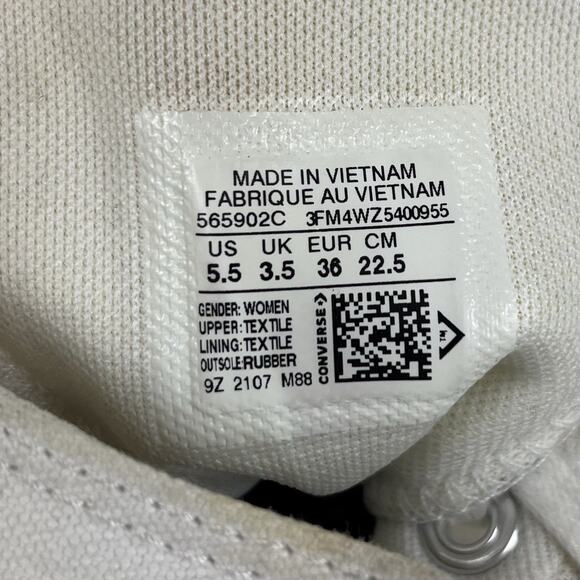 MADE IN VIETNAM
FABRIQUE AU VIETNAM
565902C 3FM4WZ5400955
US UK EUR CM
5.5 3.5 36 22.5
GENDER: WOMEN
UPPER: TEXTILE
LINING: TEXTILE
OUTSOLE: RUBBER
9Z 2107 M88
CONVERSE
TM